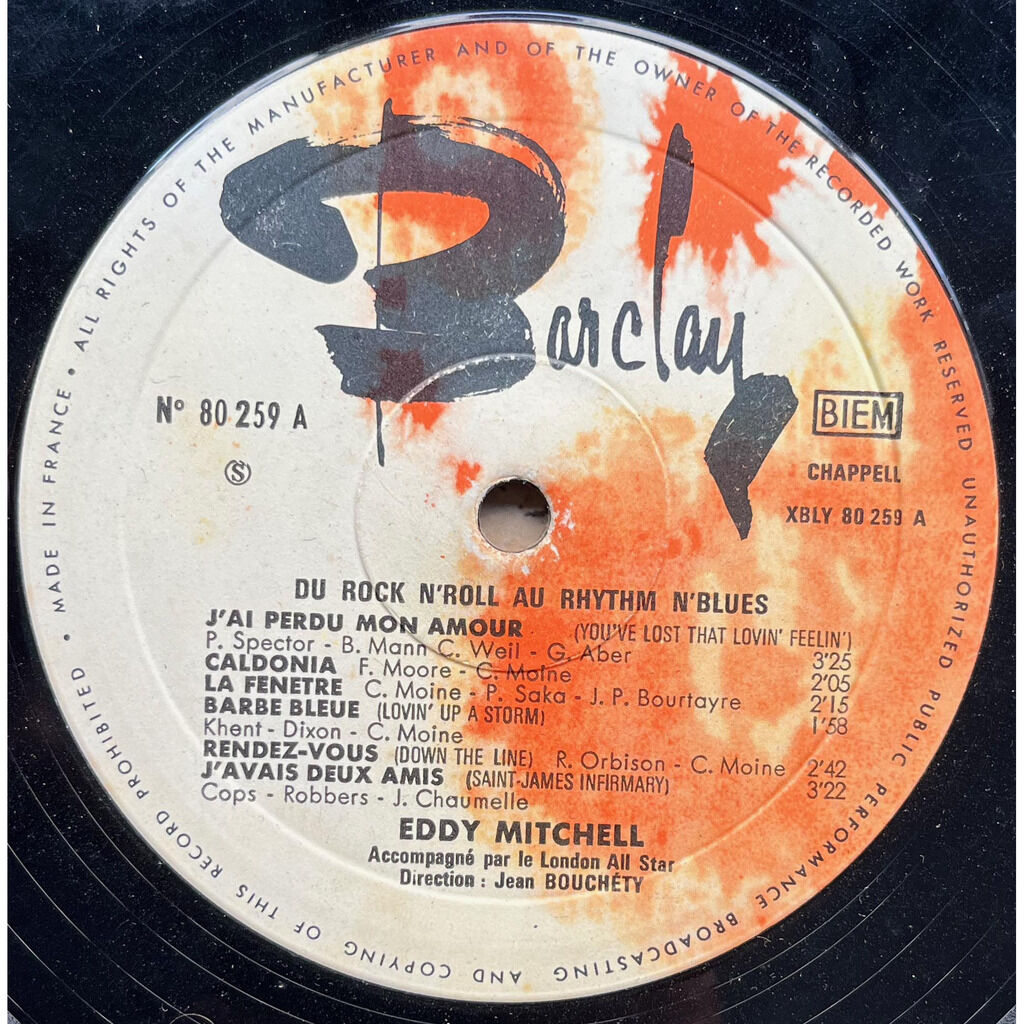 MADE IN FRANCE • ALL RIGHTS OF THE MANUFACTURER AND OF THE OWNER OF THE RECORDED WORK RESERVED UNAUTHORIZED PUBLIC PERFORMANCE BROADCASTING AND COPYING OF THIS RECORD PROHIBITED •
Barclay
Nº 80 259 A
BIEM
S
CHAPPELL
XBLY 80 259 A
DU ROCK N'ROLL AU RHYTHM N'BLUES
J'AI PERDU MON AMOUR (YOU'VE LOST THAT LOVIN' FEELIN')
P. Spector - B. Mann C. Weil - G. Aber 3'25
CALDONIA F. Moore - C. Moine 2'05
LA FENETRE C. Moine - P. Saka - J. P. Bourtayre 2'15
BARBE BLEUE (LOVIN' UP A STORM) 1'58
Khent - Dixon - C. Moine
RENDEZ-VOUS (DOWN THE LINE) R. Orbison - C. Moine 2'42
J'AVAIS DEUX AMIS (SAINT-JAMES INFIRMARY) 3'22
Cops - Robbers - J. Chaumelle
EDDY MITCHELL
Accompagné par le London All Star
Direction : Jean BOUCHÉTY